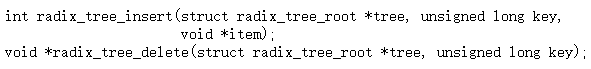 int radix_tree_insert(struct radix_tree_root *tree, unsigned long key,
void *item);
void *radix_tree_delete(struct radix_tree_root *tree, unsigned long key);